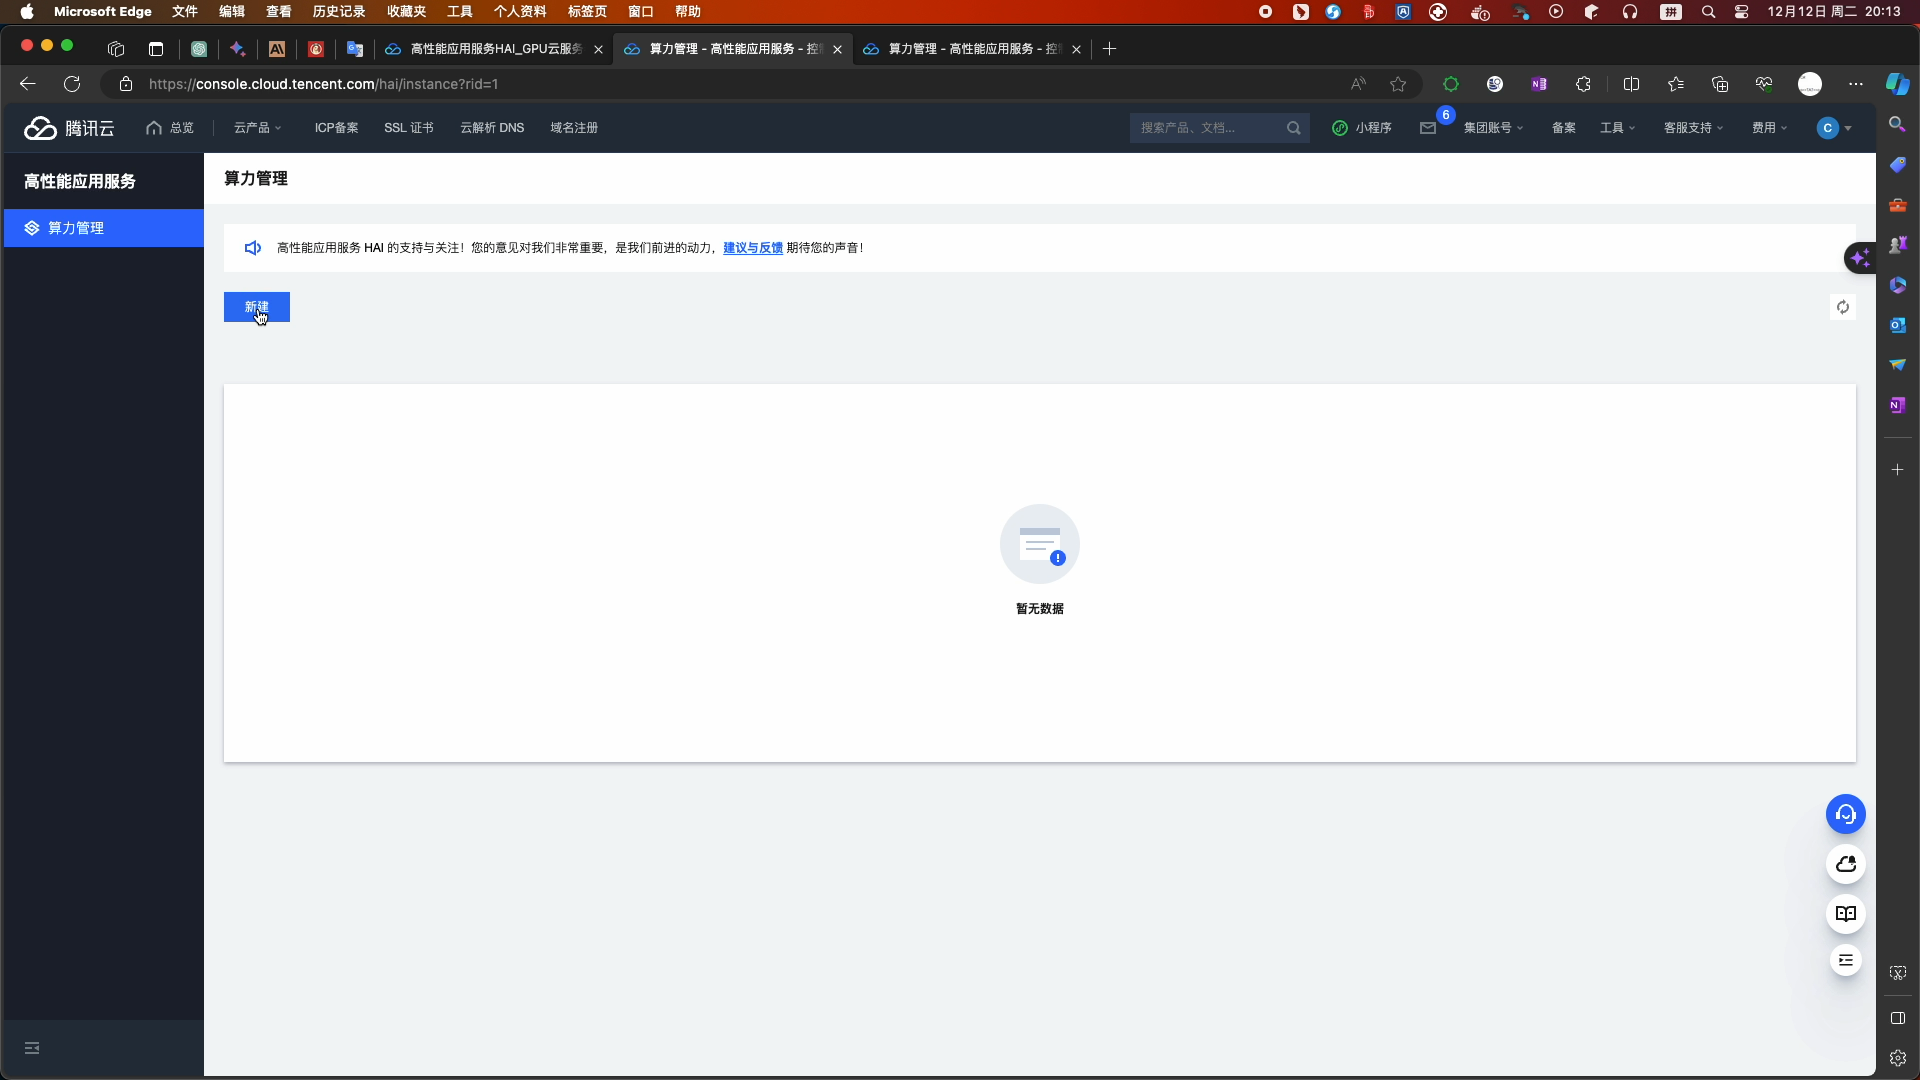 Microsoft Edge 文件 编辑 查看 历史记录 收藏夹 工具 个人资料 标签页 窗口 帮助 拼 12月12日 周二 20:13
高性能应用服务HAI_GPU云服务
算力管理 - 高性能应用服务 - 控
算力管理 - 高性能应用服务 - 控
https://console.cloud.tencent.com/hai/instance?rid=1
腾讯云 总览 云产品 ICP备案 SSL 证书 云解析 DNS 域名注册 搜索产品、文档... 小程序 6 集团账号 备案 工具 客服支持 费用 C
高性能应用服务
算力管理
算力管理
高性能应用服务 HAI 的支持与关注！您的意见对我们非常重要，是我们前进的动力，建议与反馈 期待您的声音！
新建
暂无数据